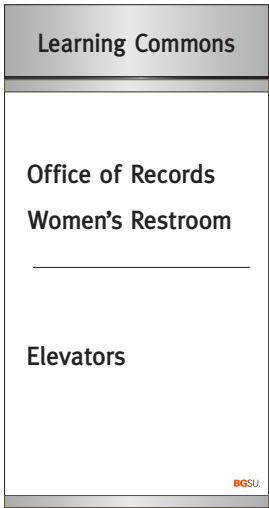 Learning Commons
Office of Records
Women's Restroom
Elevators
BGSU.